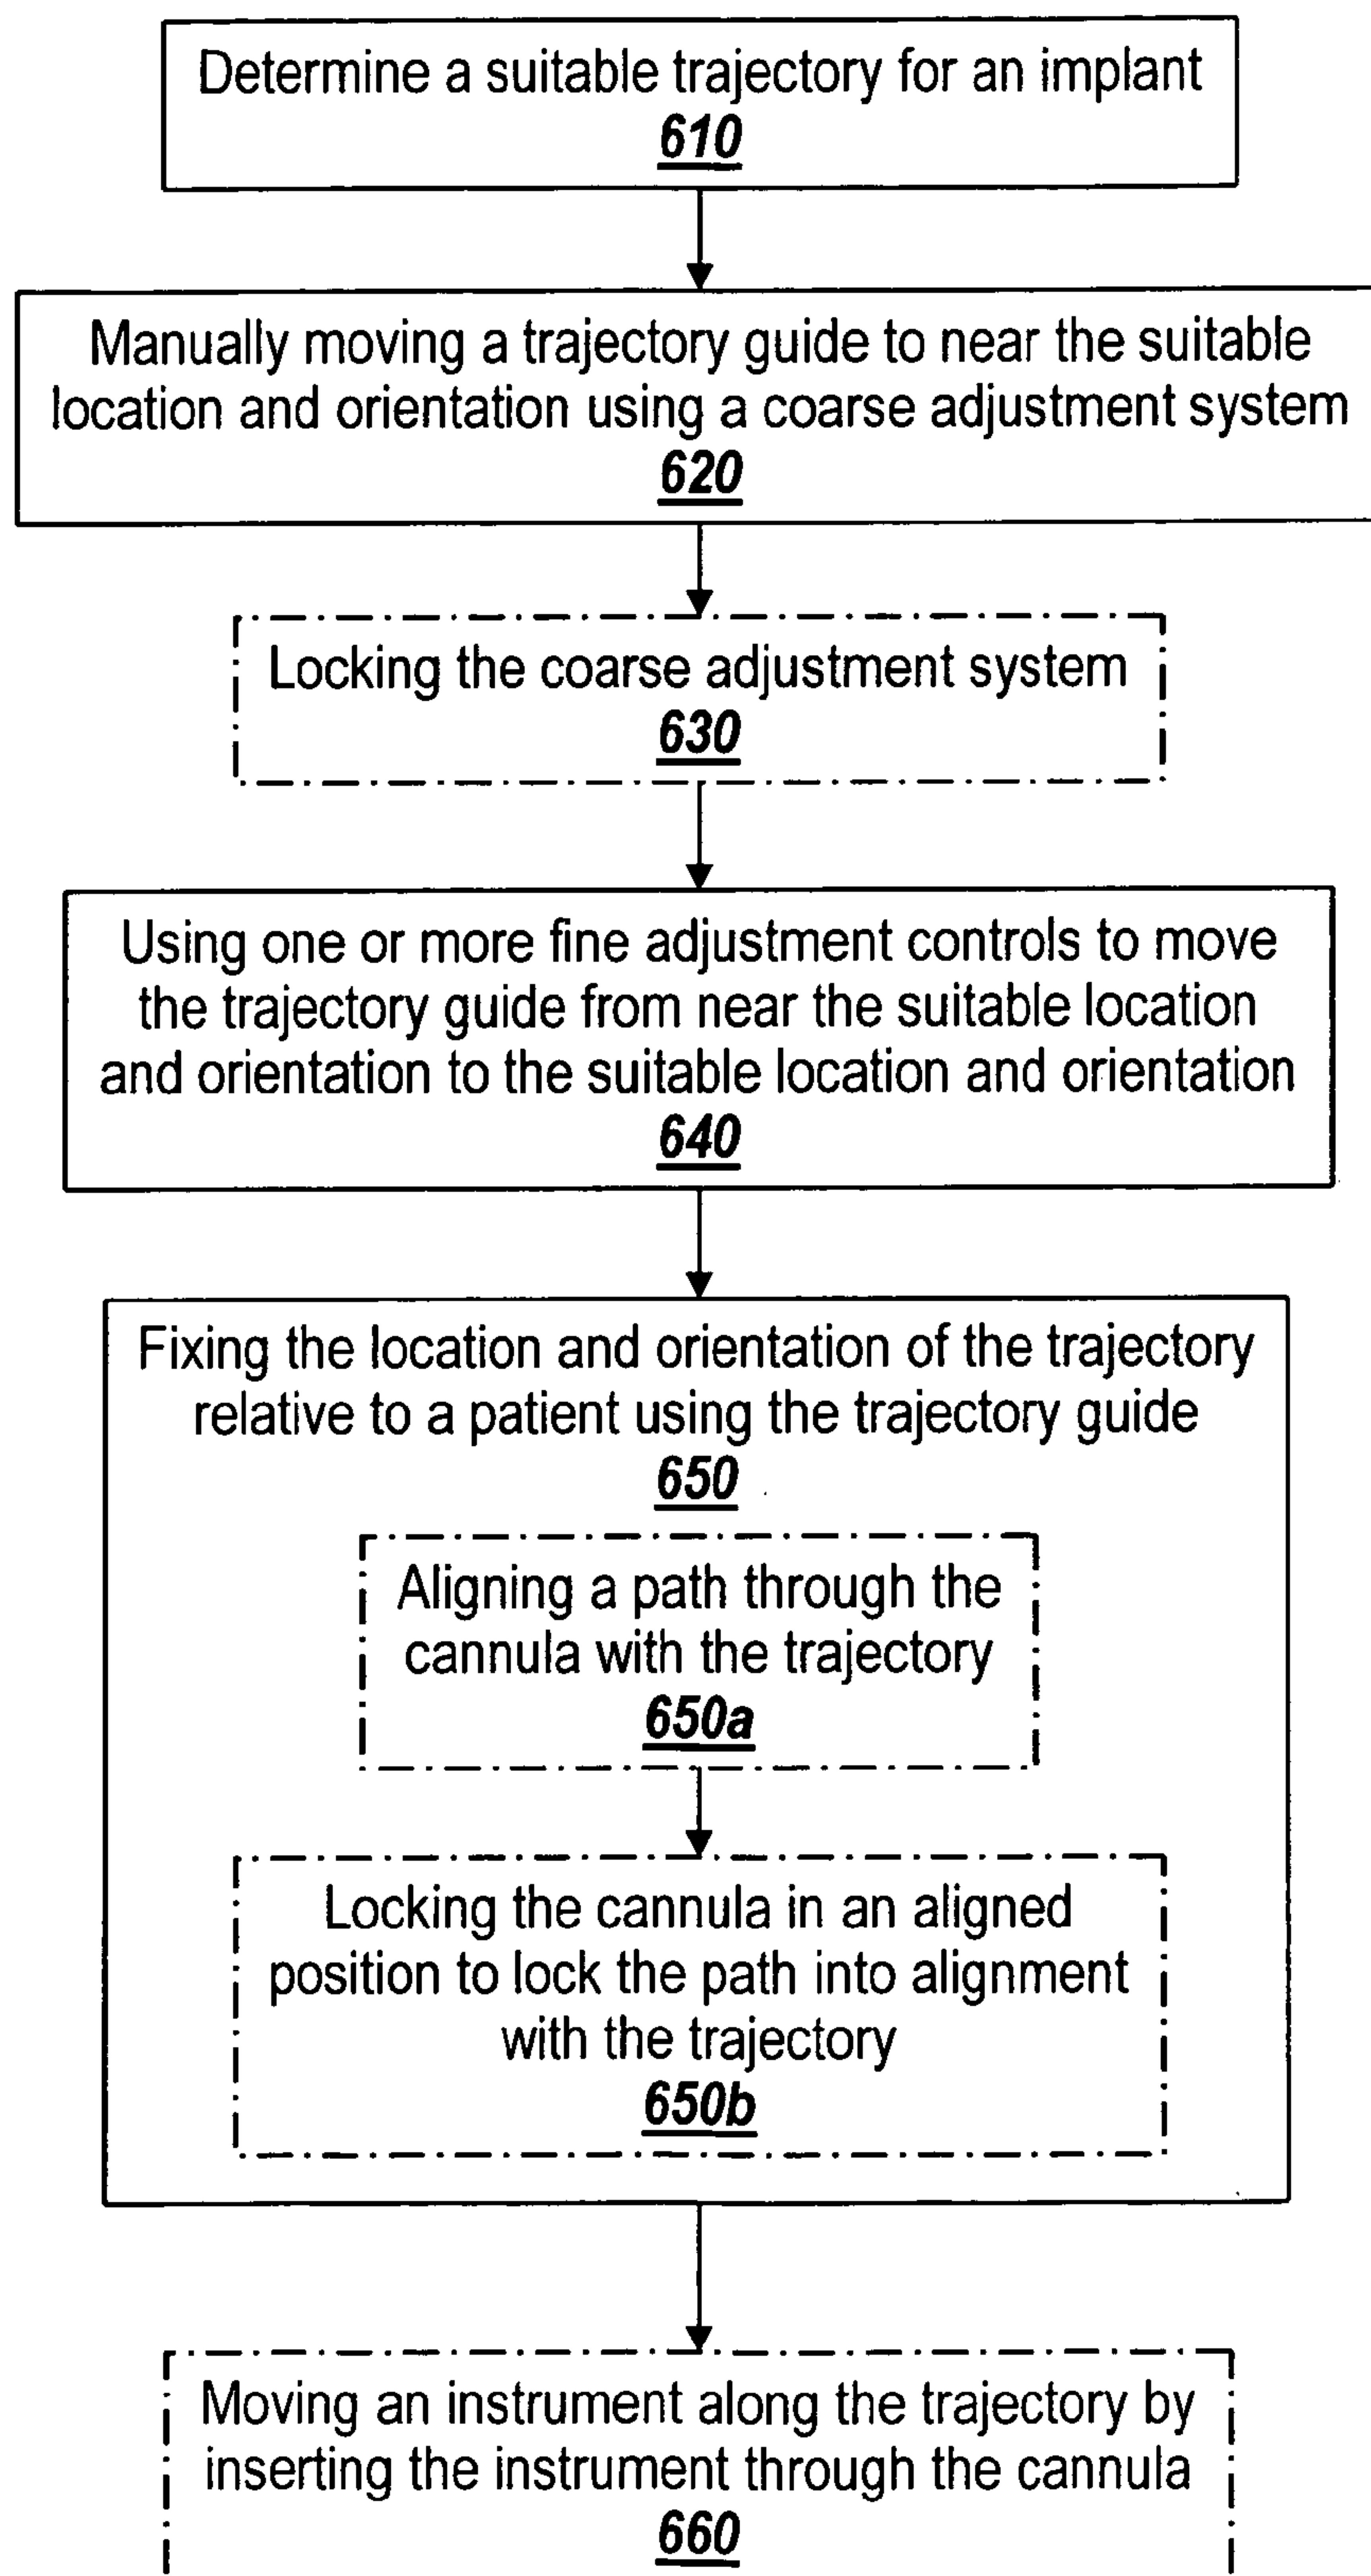 Determine a suitable trajectory for an implant
610
Manually moving a trajectory guide to near the suitable
location and orientation using a coarse adjustment system
620
Locking the coarse adjustment system
630
Using one or more fine adjustment controls to move
the trajectory guide from near the suitable location
and orientation to the suitable location and orientation
640
Fixing the location and orientation of the trajectory
relative to a patient using the trajectory guide
650
Aligning a path through the
cannula with the trajectory
650a
Locking the cannula in an aligned
position to lock the path into alignment
with the trajectory
650b
Moving an instrument along the trajectory by
inserting the instrument through the cannula
660